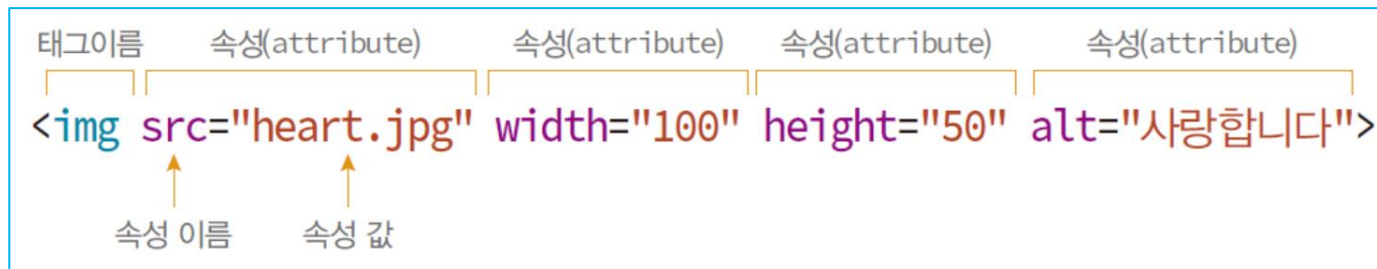 태그이름 속성(attribute) 속성(attribute) 속성(attribute) 속성(attribute)
<img src="heart.jpg" width="100" height="50" alt="사랑합니다">
속성 이름 속성 값